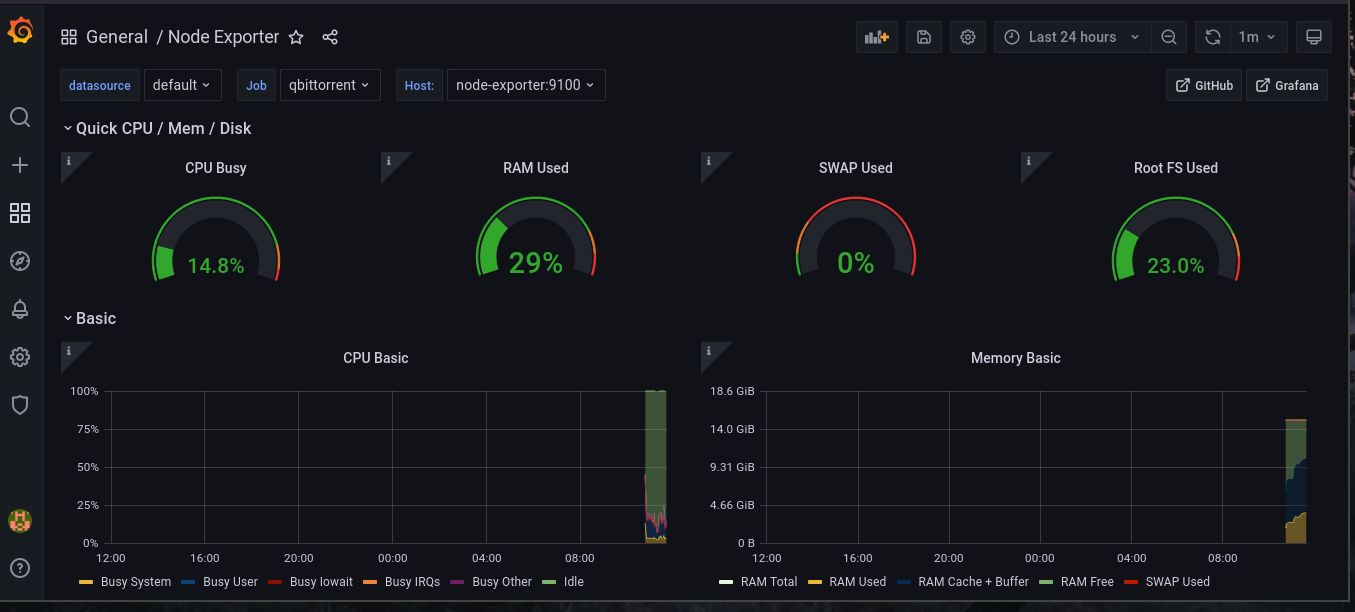 General / Node Exporter
Last 24 hours
1m
datasource default Job qbittorrent Host: node-exporter:9100 GitHub Grafana
Quick CPU / Mem / Disk
i i i i
CPU Busy RAM Used SWAP Used Root FS Used
14.8% 29% 0% 23.0%
Basic
i
CPU Basic
100%
75%
50%
25%
0%
12:00 16:00 20:00 00:00 04:00 08:00
Busy System Busy User Busy Iowait Busy IRQs Busy Other Idle
i
Memory Basic
18.6 GiB
14.0 GiB
9.31 GiB
4.66 GiB
0 B
12:00 16:00 20:00 00:00 04:00 08:00
RAM Total RAM Used RAM Cache + Buffer RAM Free SWAP Used